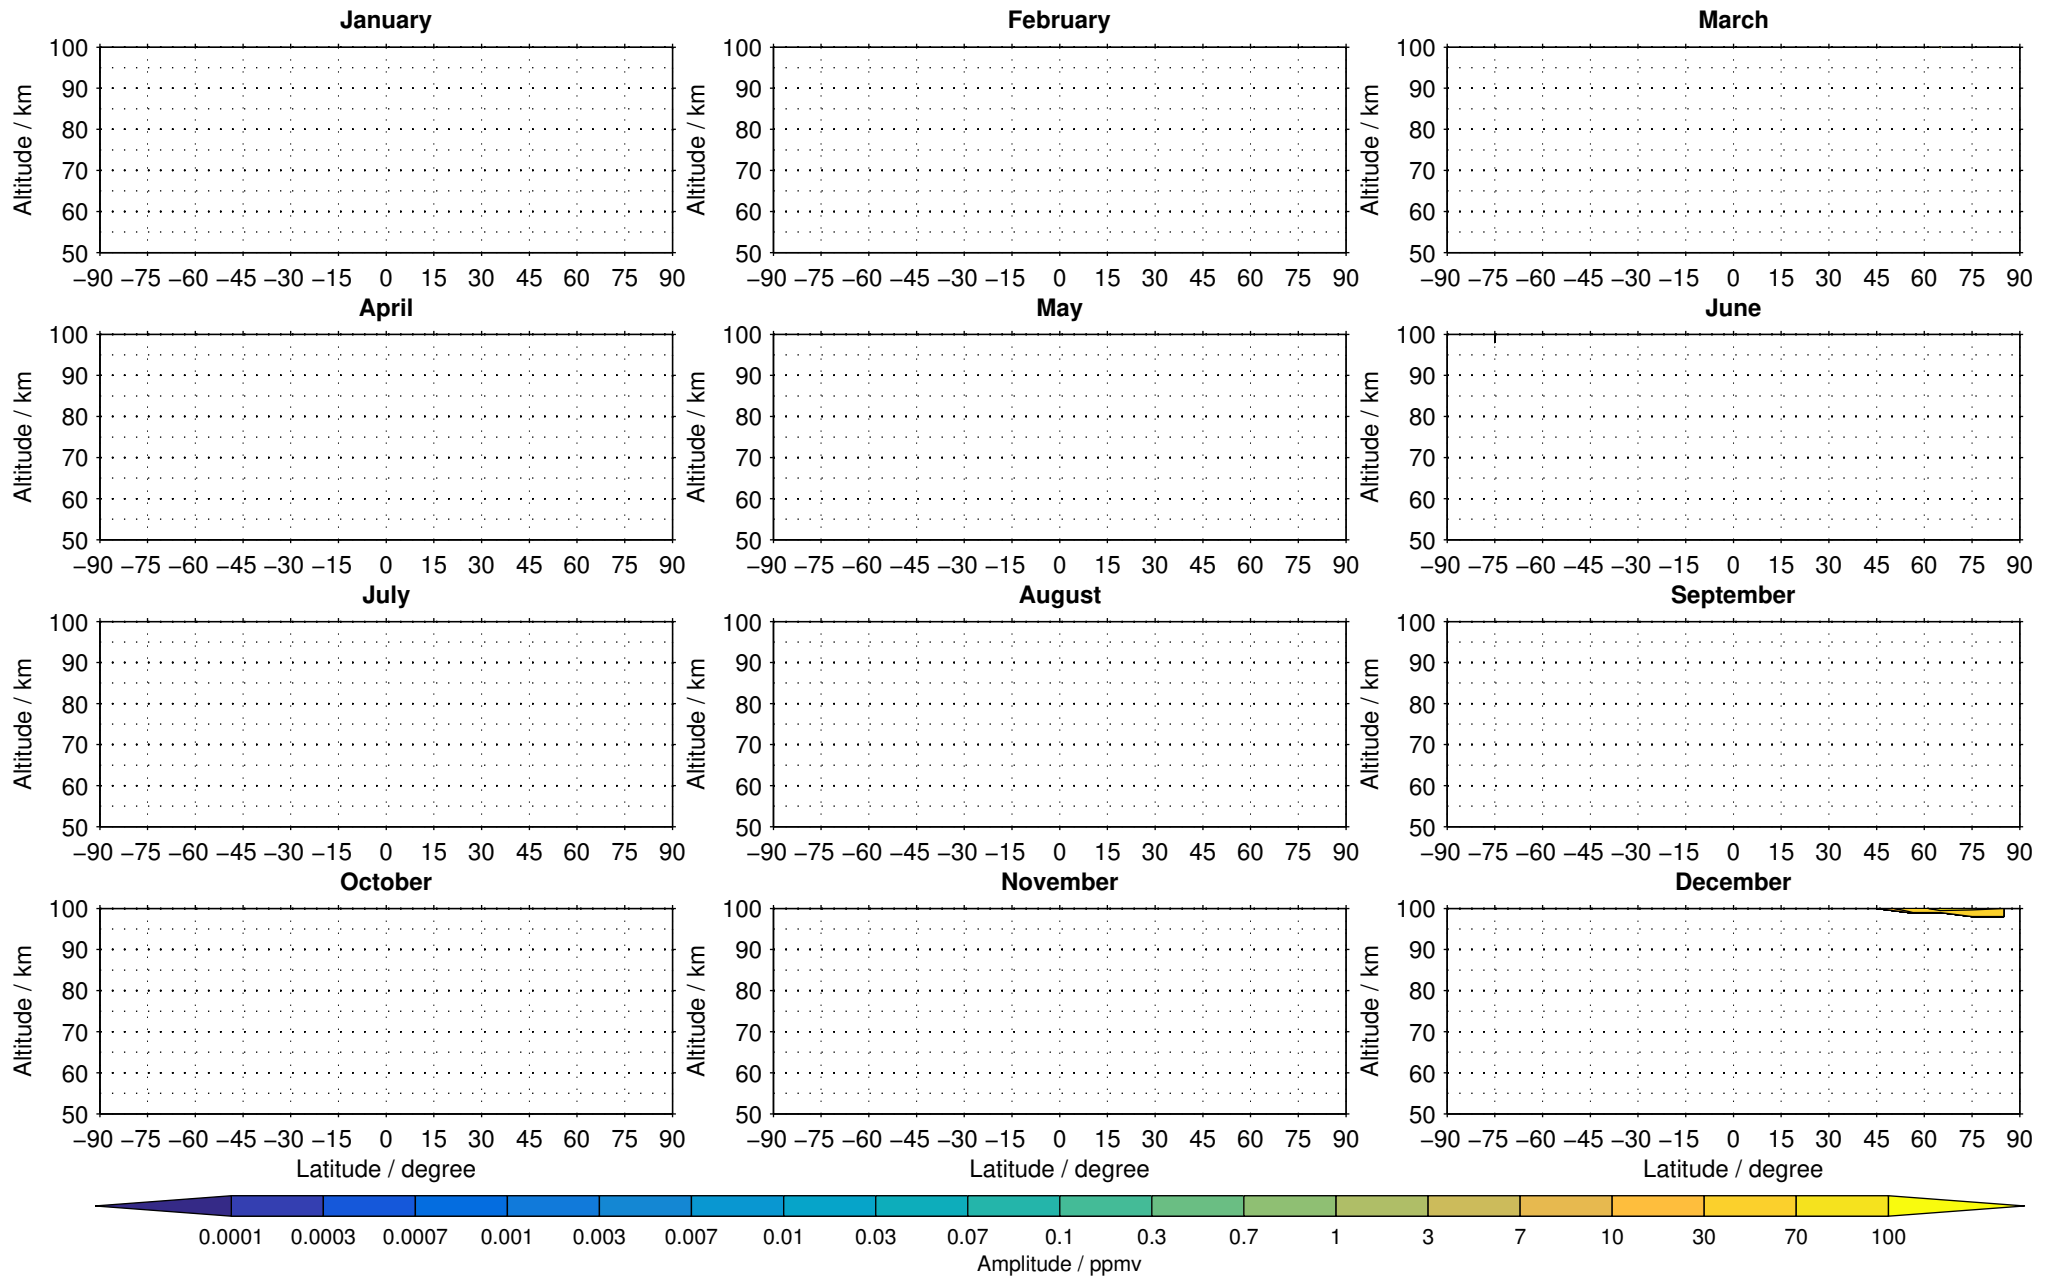 January February March
100 100 100
90 90 90
80 80 80
70 70 70
60 60 60
50 50 50
Altitude / km Altitude / km Altitude / km
−90 −75 −60 −45 −30 −15 0 15 30 45 60 75 90 −90 −75 −60 −45 −30 −15 0 15 30 45 60 75 90 −90 −75 −60 −45 −30 −15 0 15 30 45 60 75 90
April May June
100 100 100
90 90 90
80 80 80
70 70 70
60 60 60
50 50 50
Altitude / km Altitude / km Altitude / km
−90 −75 −60 −45 −30 −15 0 15 30 45 60 75 90 −90 −75 −60 −45 −30 −15 0 15 30 45 60 75 90 −90 −75 −60 −45 −30 −15 0 15 30 45 60 75 90
July August September
100 100 100
90 90 90
80 80 80
70 70 70
60 60 60
50 50 50
Altitude / km Altitude / km Altitude / km
−90 −75 −60 −45 −30 −15 0 15 30 45 60 75 90 −90 −75 −60 −45 −30 −15 0 15 30 45 60 75 90 −90 −75 −60 −45 −30 −15 0 15 30 45 60 75 90
October November December
100 100 100
90 90 90
80 80 80
70 70 70
60 60 60
50 50 50
Altitude / km Altitude / km Altitude / km
−90 −75 −60 −45 −30 −15 0 15 30 45 60 75 90 −90 −75 −60 −45 −30 −15 0 15 30 45 60 75 90 −90 −75 −60 −45 −30 −15 0 15 30 45 60 75 90
Latitude / degree Latitude / degree Latitude / degree
0.0001 0.0003 0.0007 0.001 0.003 0.007 0.01 0.03 0.07 0.1 0.3 0.7 1 3 7 10 30 70 100
Amplitude / ppmv